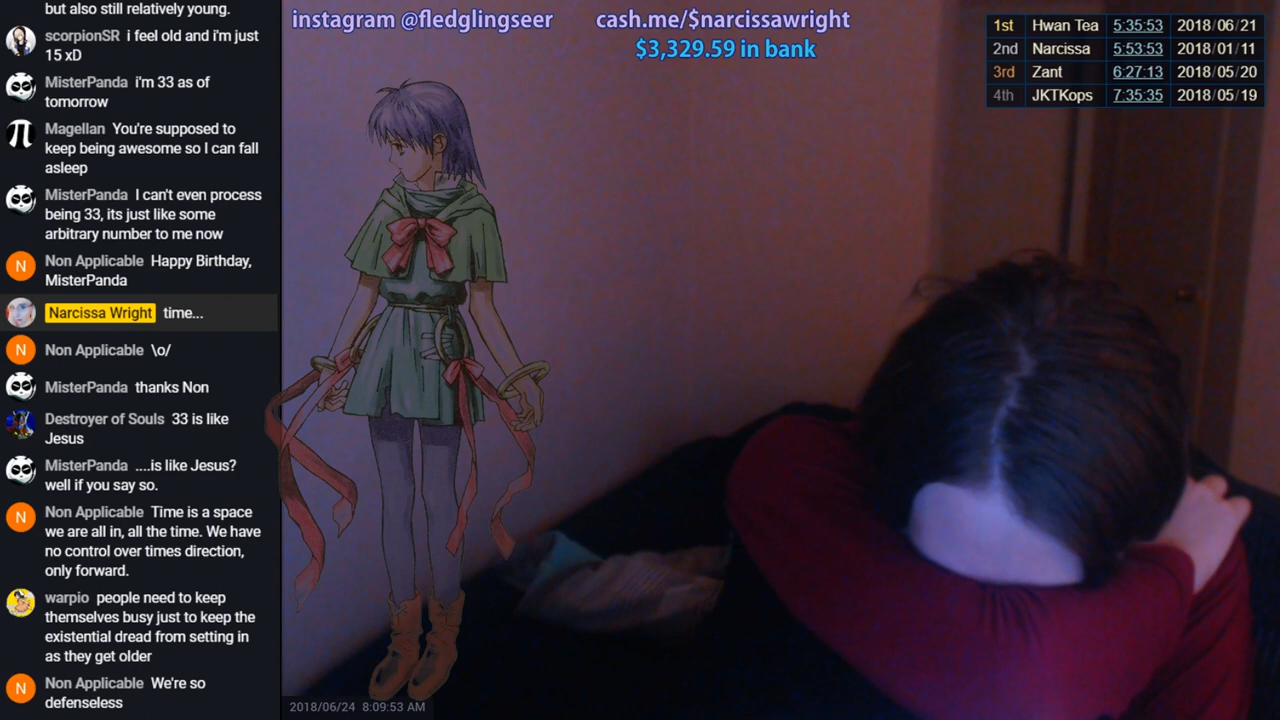 but also still relatively young.
scorpionSR i feel old and i'm just
15 xD
MisterPanda i'm 33 as of
tomorrow
Magellan You're supposed to
keep being awesome so I can fall
asleep
MisterPanda I can't even process
being 33, its just like some
arbitrary number to me now
N Non Applicable Happy Birthday,
MisterPanda
Narcissa Wright time...
N Non Applicable \o/
MisterPanda thanks Non
Destroyer of Souls 33 is like
Jesus
MisterPanda ....is like Jesus?
well if you say so.
N Non Applicable Time is a space
we are all in, all the time. We have
no control over times direction,
only forward.
warpio people need to keep
themselves busy just to keep the
existential dread from setting in
as they get older
N Non Applicable We're so
defenseless
instagram @fledglingseer cash.me/$narcissawright
$3,329.59 in bank
1st Hwan Tea 5:35:53 2018/06/21
2nd Narcissa 5:53:53 2018/01/11
3rd Zant 6:27:13 2018/05/20
4th JKTKops 7:35:35 2018/05/19
2018/06/24 8:09:53 AM